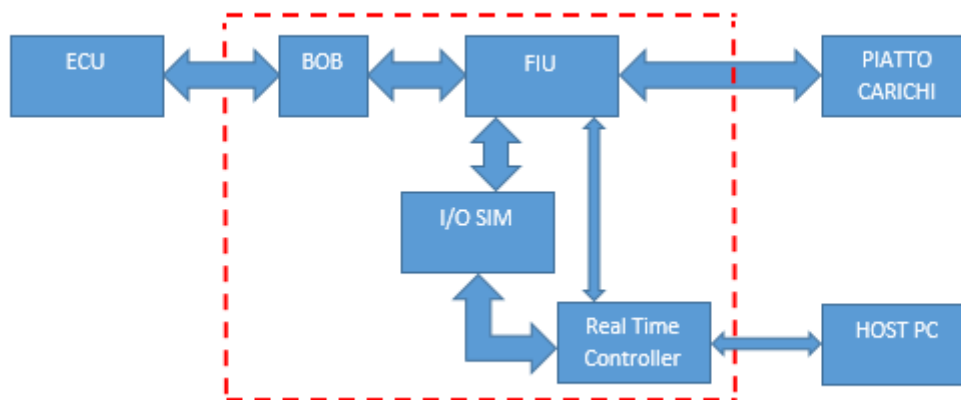 ECU
BOB
FIU
PIATTO
CARICHI
I/O SIM
Real Time
Controller
HOST PC